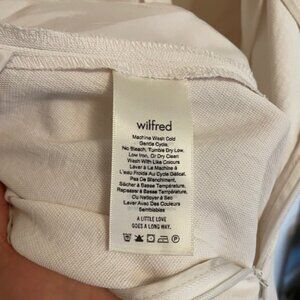 wilfred
Machine Wash Cold
Gentle Cycle,
No Bleach, Tumble Dry Low,
Low Iron, Or Dry Clean
Wash With Like Colours
Laver À La Machine À
L'eau Froide Au Cycle Délicat,
Pas De Blanchiment,
Sécher à Basse Température,
Repasser à Basse Température,
Ou Nettoyer à Sec
Laver Avec Des Couleurs
Semblables
A LITTLE LOVE
GOES A LONG WAY.